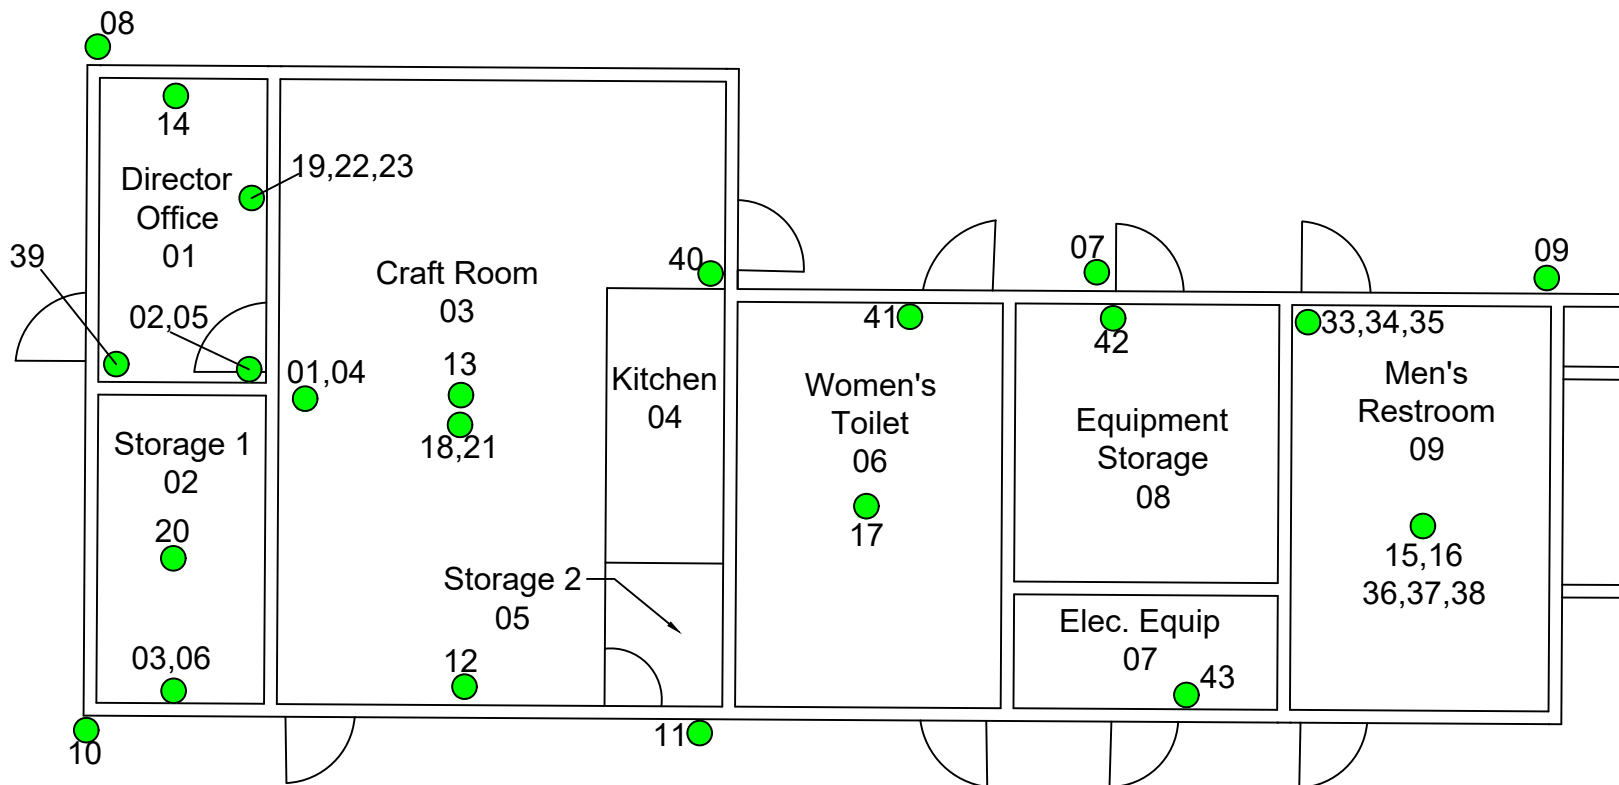 08
14
Director
Office
01
19,22,23
39
02,05
01,04
Craft Room
03
13
18,21
40
Kitchen
04
Storage 1
02
20
03,06
10
Storage 2
05
12
11
41
Women's
Toilet
06
17
07
42
Equipment
Storage
08
Elec. Equip
07
43
09
33,34,35
Men's
Restroom
09
15,16
36,37,38